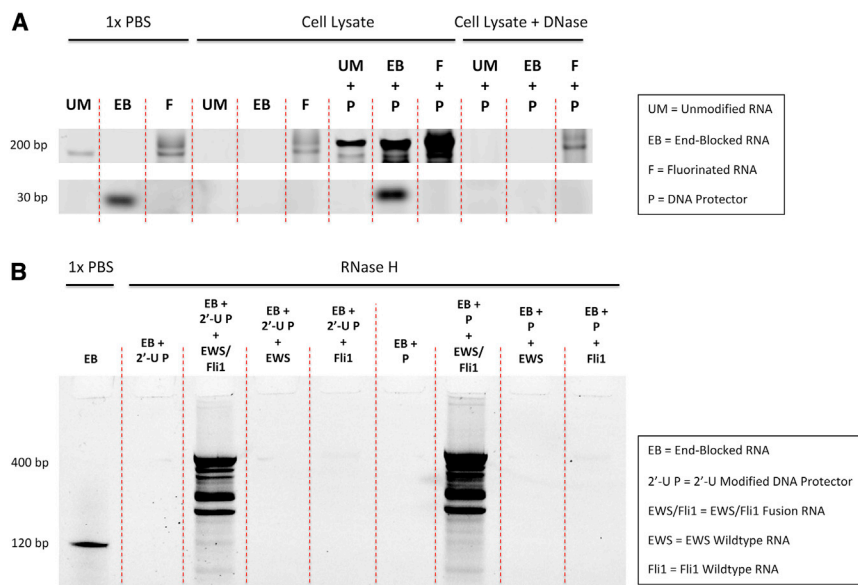 A
1x PBS
Cell Lysate
Cell Lysate + DNase
UM
EB
F
UM
EB
F
UM + P
EB + P
F + P
UM + P
EB + P
F + P
200 bp
30 bp
UM = Unmodified RNA
EB = End-Blocked RNA
F = Fluorinated RNA
P = DNA Protector
B
1x PBS
RNase H
EB
EB + 2'-U P
EB + 2'-U P + EWS/Fli1
EB + 2'-U P + EWS
EB + 2'-U P + Fli1
EB + P
EB + P + EWS/Fli1
EB + P + EWS
EB + P + Fli1
400 bp
120 bp
EB = End-Blocked RNA
2'-U P = 2'-U Modified DNA Protector
EWS/Fli1 = EWS/Fli1 Fusion RNA
EWS = EWS Wildtype RNA
Fli1 = Fli1 Wildtype RNA